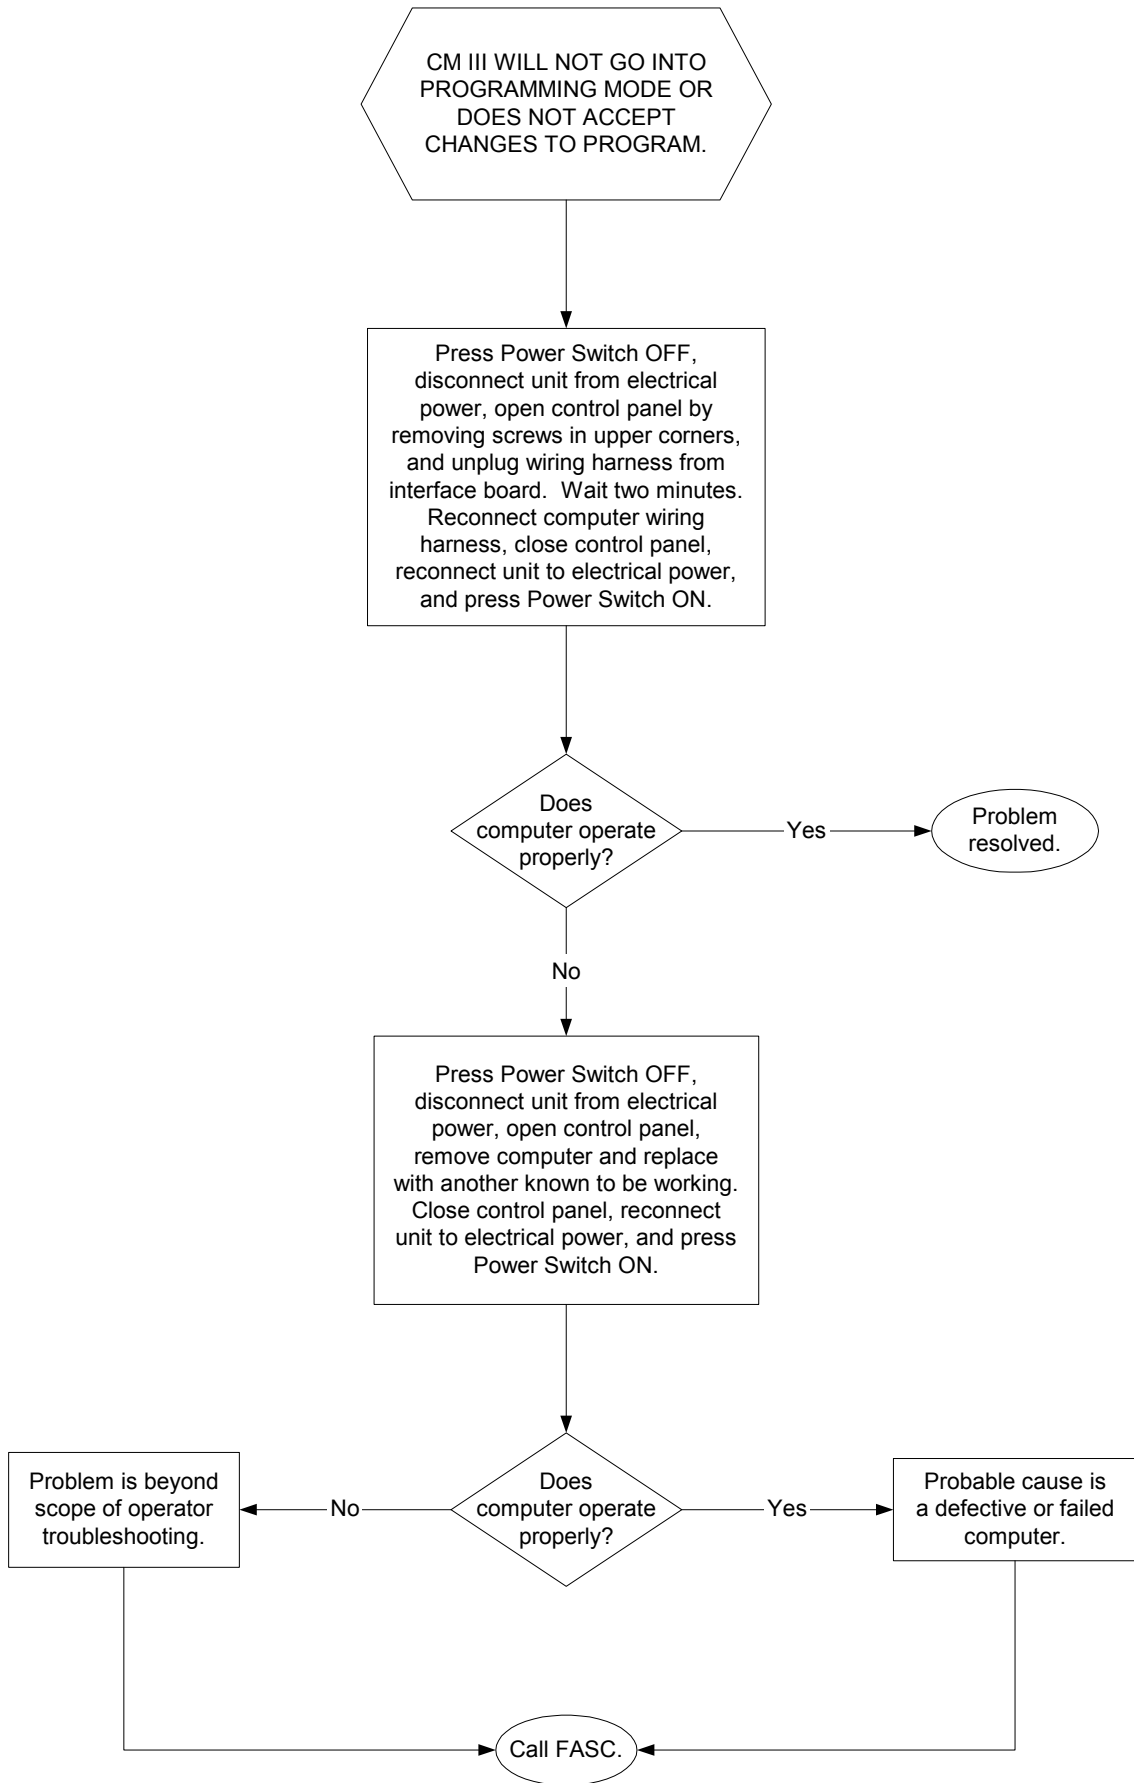 CM III WILL NOT GO INTO
PROGRAMMING MODE OR
DOES NOT ACCEPT
CHANGES TO PROGRAM.
Press Power Switch OFF,
disconnect unit from electrical
power, open control panel by
removing screws in upper corners,
and unplug wiring harness from
interface board.  Wait two minutes.
Reconnect computer wiring
harness, close control panel,
reconnect unit to electrical power,
and press Power Switch ON.
Does
computer operate
properly?
Yes
Problem
resolved.
No
Press Power Switch OFF,
disconnect unit from electrical
power, open control panel,
remove computer and replace
with another known to be working.
Close control panel, reconnect
unit to electrical power, and press
Power Switch ON.
Problem is beyond
scope of operator
troubleshooting.
No
Does
computer operate
properly?
Yes
Probable cause is
a defective or failed
computer.
Call FASC.